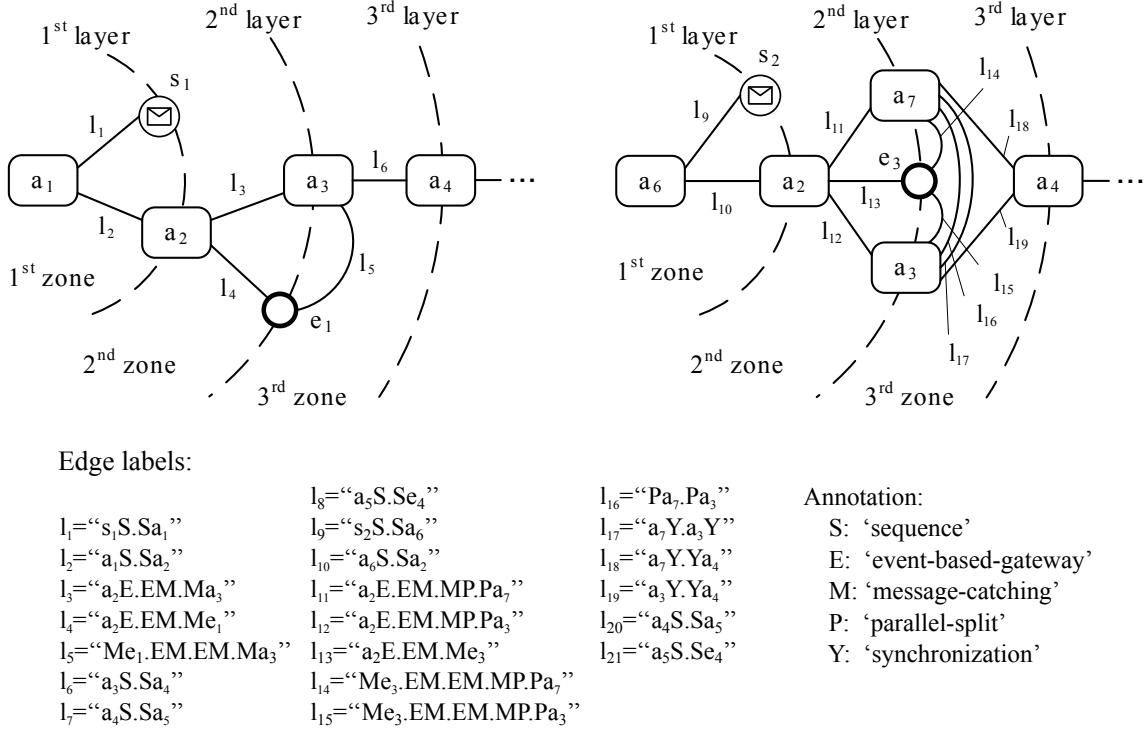 1st layer
2nd layer
3rd layer
s1
l1
a1
l2
a2
l3
a3
l6
a4
...
l4
l5
e1
1st zone
2nd zone
3rd zone
1st layer
2nd layer
3rd layer
s2
l9
a6
l10
a2
l11
a7
l14
e3
l13
l12
a3
l18
a4
...
l19
l15
l16
l17
1st zone
2nd zone
3rd zone
Edge labels:
l1=“s1S.Sa1”
l2=“a1S.Sa2”
l3=“a2E.EM.Ma3”
l4=“a2E.EM.Me1”
l5=“Me1.EM.EM.Ma3”
l6=“a3S.Sa4”
l7=“a4S.Sa5”
l8=“a5S.Se4”
l9=“s2S.Sa6”
l10=“a6S.Sa2”
l11=“a2E.EM.MP.Pa7”
l12=“a2E.EM.MP.Pa3”
l13=“a2E.EM.Me3”
l14=“Me3.EM.EM.MP.Pa7”
l15=“Me3.EM.EM.MP.Pa3”
l16=“Pa7.Pa3”
l17=“a7Y.a3Y”
l18=“a7Y.Ya4”
l19=“a3Y.Ya4”
l20=“a4S.Sa5”
l21=“a5S.Se4”
Annotation:
S: ‘sequence’
E: ‘event-based-gateway’
M: ‘message-catching’
P: ‘parallel-split’
Y: ‘synchronization’